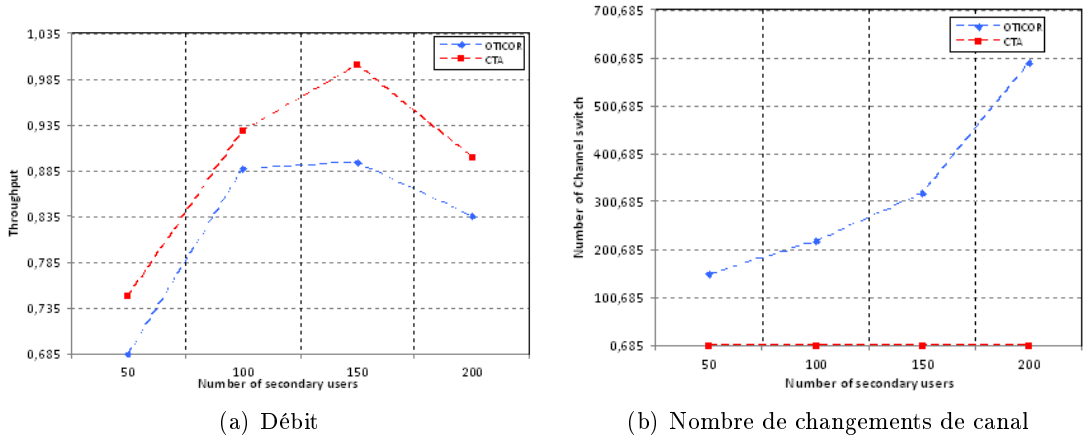 1,035
0,985
0,935
0,885
0,835
0,785
0,735
0,685
Throughput
OTICOR
CTA
50 100 150 200
Number of secondary users
(a) Débit
700,685
600,685
500,685
400,685
300,685
200,685
100,685
0,685
Number of Channel switch
OTICOR
CTA
50 100 150 200
Number of secondary users
(b) Nombre de changements de canal